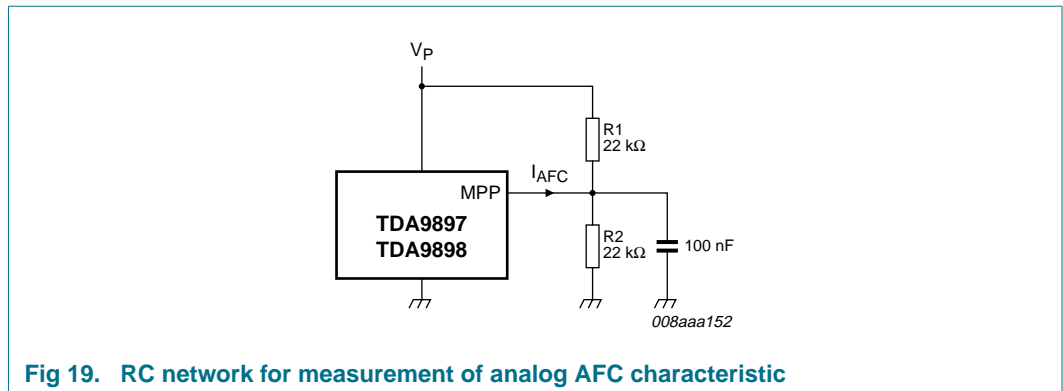 VP
R1
22 kΩ
IAFC
MPP
TDA9897
TDA9898
R2
22 kΩ
100 nF
008aaa152
Fig 19. RC network for measurement of analog AFC characteristic